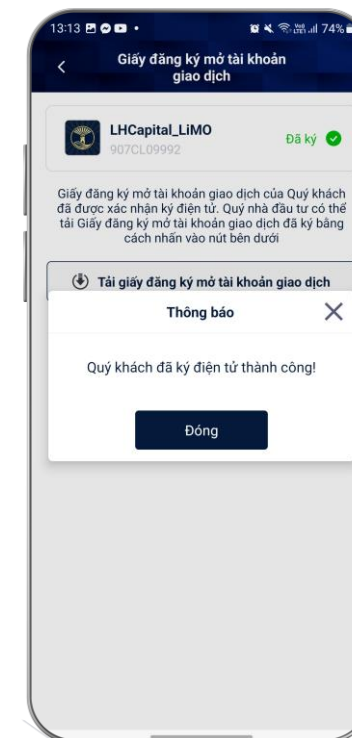 13:13 74%
Giấy đăng ký mở tài khoản
giao dịch
LHCapital_LiMO
907CL09992
Đã ký
Giấy đăng ký mở tài khoản giao dịch của Quý khách
đã được xác nhận ký điện tử. Quý nhà đầu tư có thể
tải Giấy đăng ký mở tài khoản giao dịch đã ký bằng
cách nhấn vào nút bên dưới
Tải giấy đăng ký mở tài khoản giao dịch
Thông báo
Quý khách đã ký điện tử thành công!
Đóng